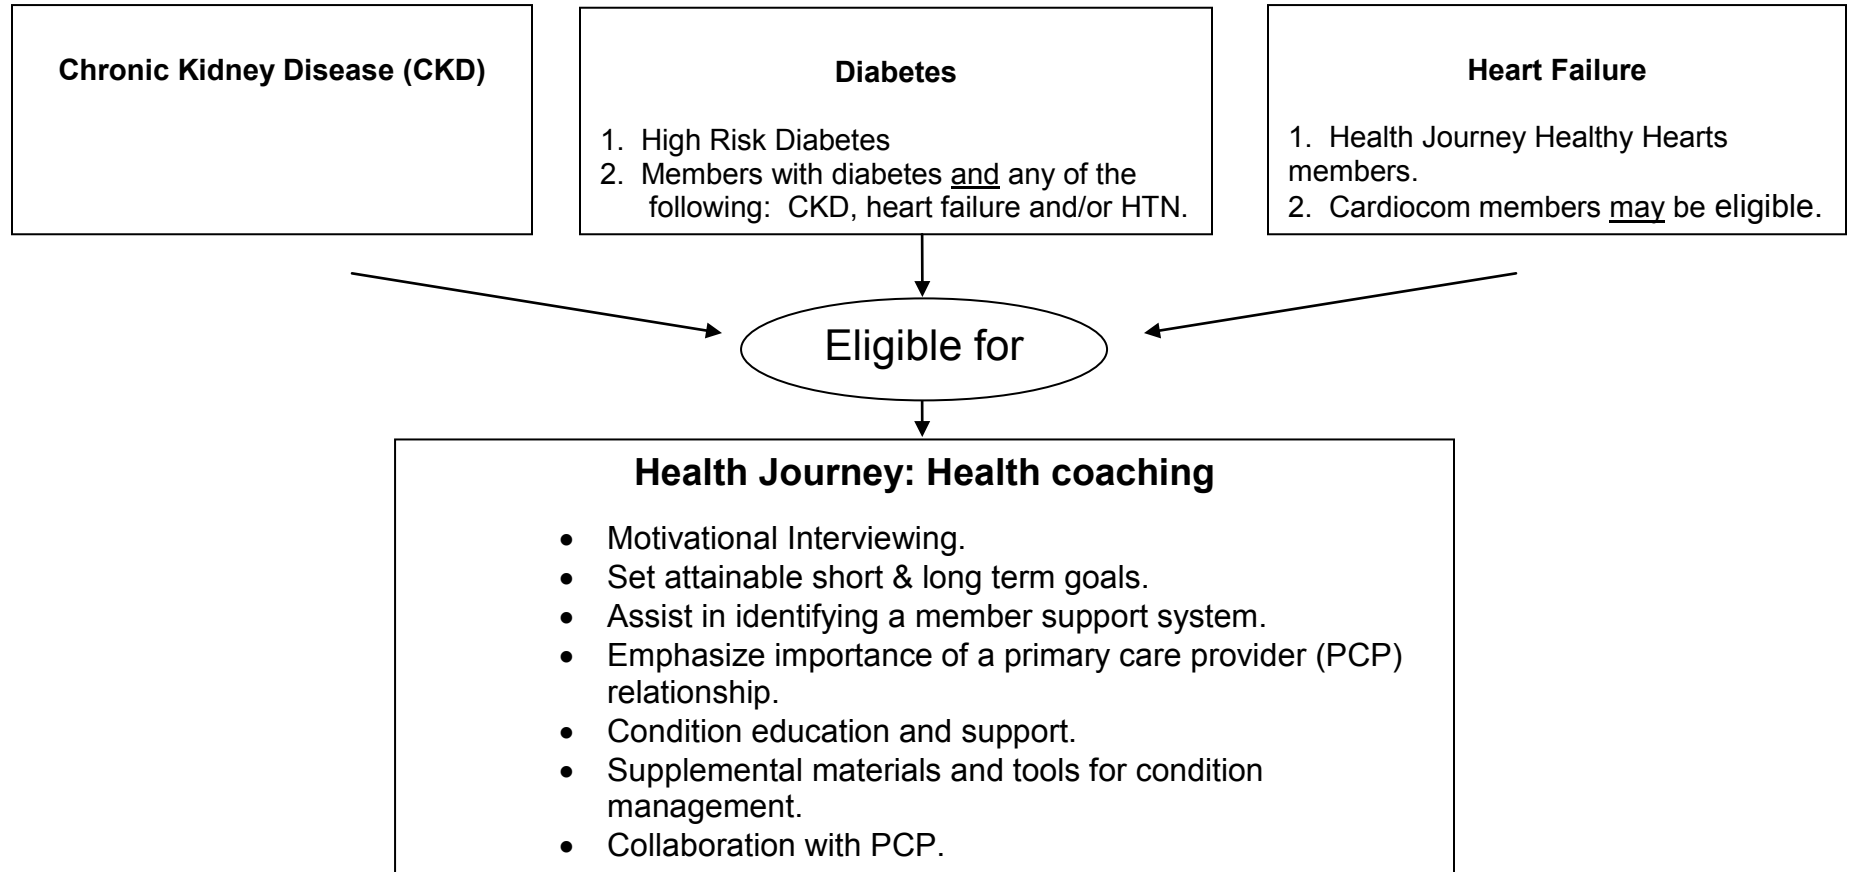 Chronic Kidney Disease (CKD)
Diabetes
1. High Risk Diabetes
2. Members with diabetes and any of the
following: CKD, heart failure and/or HTN.
Heart Failure
1. Health Journey Healthy Hearts
members.
2. Cardiocom members may be eligible.
Eligible for
Health Journey: Health coaching
• Motivational Interviewing.
• Set attainable short & long term goals.
• Assist in identifying a member support system.
• Emphasize importance of a primary care provider (PCP)
relationship.
• Condition education and support.
• Supplemental materials and tools for condition
management.
• Collaboration with PCP.